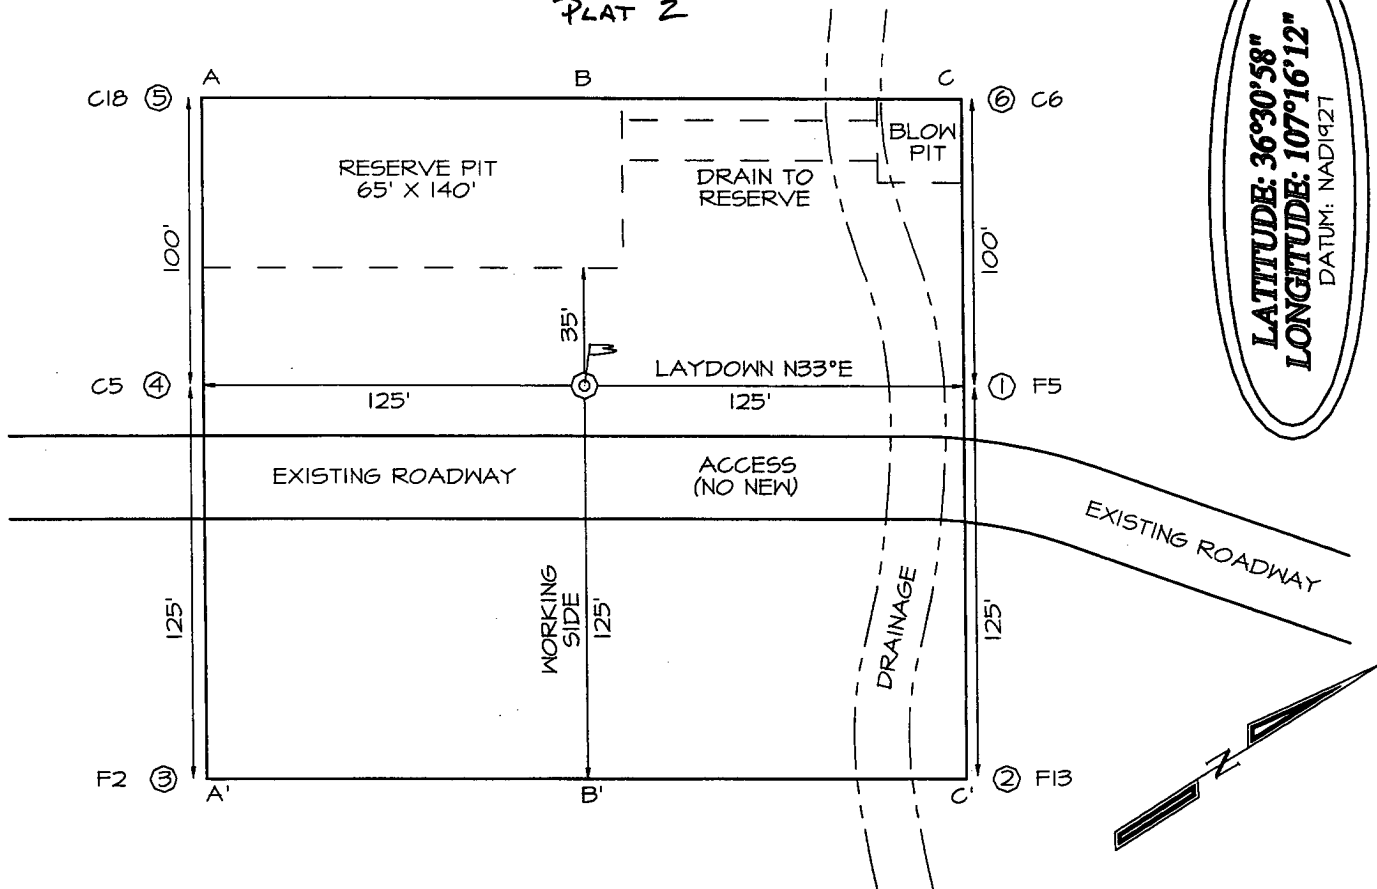 PLAT 2
A B C
C18 (5)
(6) C6
BLOW
PIT
RESERVE PIT
65' X 140'
DRAIN TO
RESERVE
100'
100'
35'
LAYDOWN N33°E
C5 (4)
(1) F5
125'
125'
EXISTING ROADWAY
ACCESS
(NO NEW)
EXISTING ROADWAY
125'
WORKING
SIDE
125'
DRAINAGE
125'
F2 (3)
(2) F13
A' B' C'
N
LATITUDE: 36°30'58"
LONGITUDE: 107°16'12"
DATUM: NAD1927